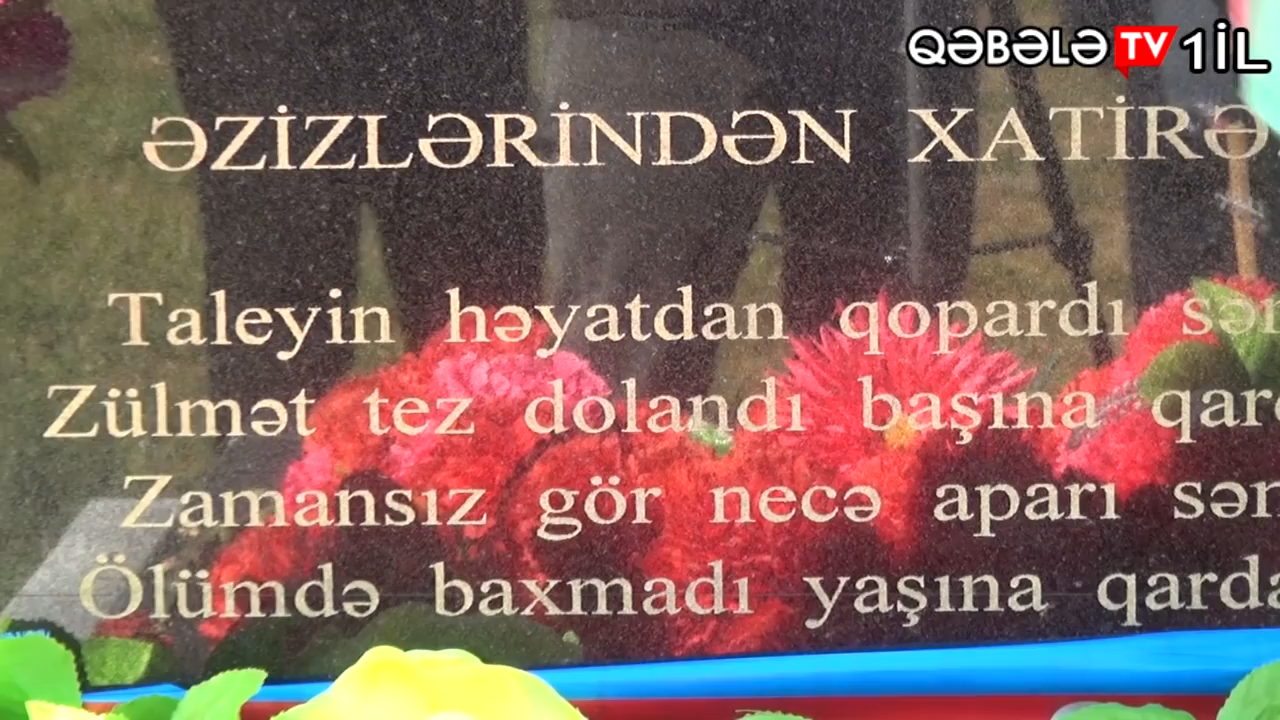 QƏBƏLƏ TV 1İL
ƏZİZLƏRİNDƏN XATİRƏ
Taleyin həyatdan qopardı
Zülmət tez dolandı başına
Zamansız gör necə aparı
Ölümdə baxmadı yaşına